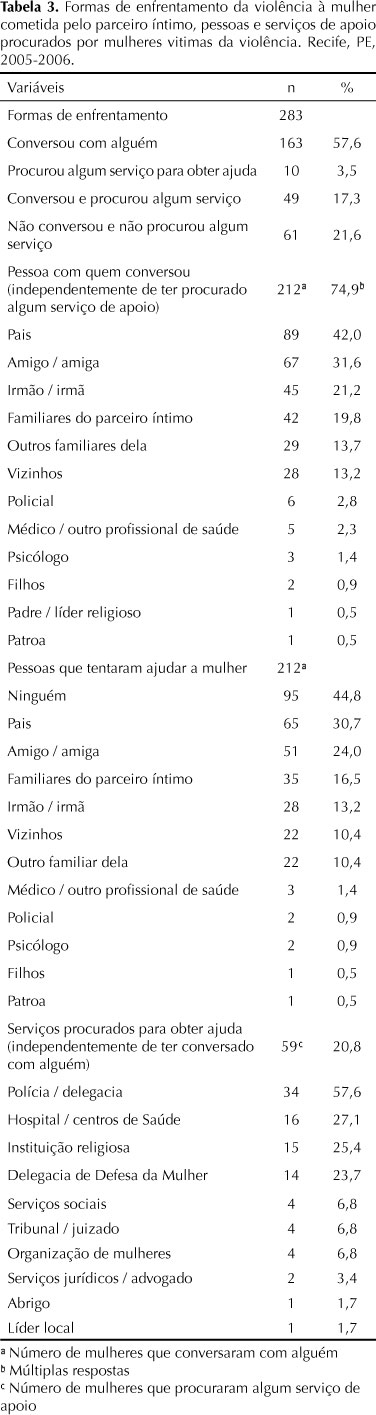 Tabela 3. Formas de enfrentamento da violência à mulher
cometida pelo parceiro íntimo, pessoas e serviços de apoio
procurados por mulheres vitimas da violência. Recife, PE,
2005-2006.
Variáveis n %
Formas de enfrentamento 283
Conversou com alguém 163 57,6
Procurou algum serviço para obter ajuda 10 3,5
Conversou e procurou algum serviço 49 17,3
Não conversou e não procurou algum
serviço 61 21,6
Pessoa com quem conversou
(independentemente de ter procurado 212a 74,9b
algum serviço de apoio)
Pais 89 42,0
Amigo / amiga 67 31,6
Irmão / irmã 45 21,2
Familiares do parceiro íntimo 42 19,8
Outros familiares dela 29 13,7
Vizinhos 28 13,2
Policial 6 2,8
Médico / outro profissional de saúde 5 2,3
Psicólogo 3 1,4
Filhos 2 0,9
Padre / líder religioso 1 0,5
Patroa 1 0,5
Pessoas que tentaram ajudar a mulher 212a
Ninguém 95 44,8
Pais 65 30,7
Amigo / amiga 51 24,0
Familiares do parceiro íntimo 35 16,5
Irmão / irmã 28 13,2
Vizinhos 22 10,4
Outro familiar dela 22 10,4
Médico / outro profissional de saúde 3 1,4
Policial 2 0,9
Psicólogo 2 0,9
Filhos 1 0,5
Patroa 1 0,5
Serviços procurados para obter ajuda
(independentemente de ter conversado 59c 20,8
com alguém)
Polícia / delegacia 34 57,6
Hospital / centros de Saúde 16 27,1
Instituição religiosa 15 25,4
Delegacia de Defesa da Mulher 14 23,7
Serviços sociais 4 6,8
Tribunal / juizado 4 6,8
Organização de mulheres 4 6,8
Serviços jurídicos / advogado 2 3,4
Abrigo 1 1,7
Líder local 1 1,7
a Número de mulheres que conversaram com alguém
b Múltiplas respostas
c Número de mulheres que procuraram algum serviço de
apoio